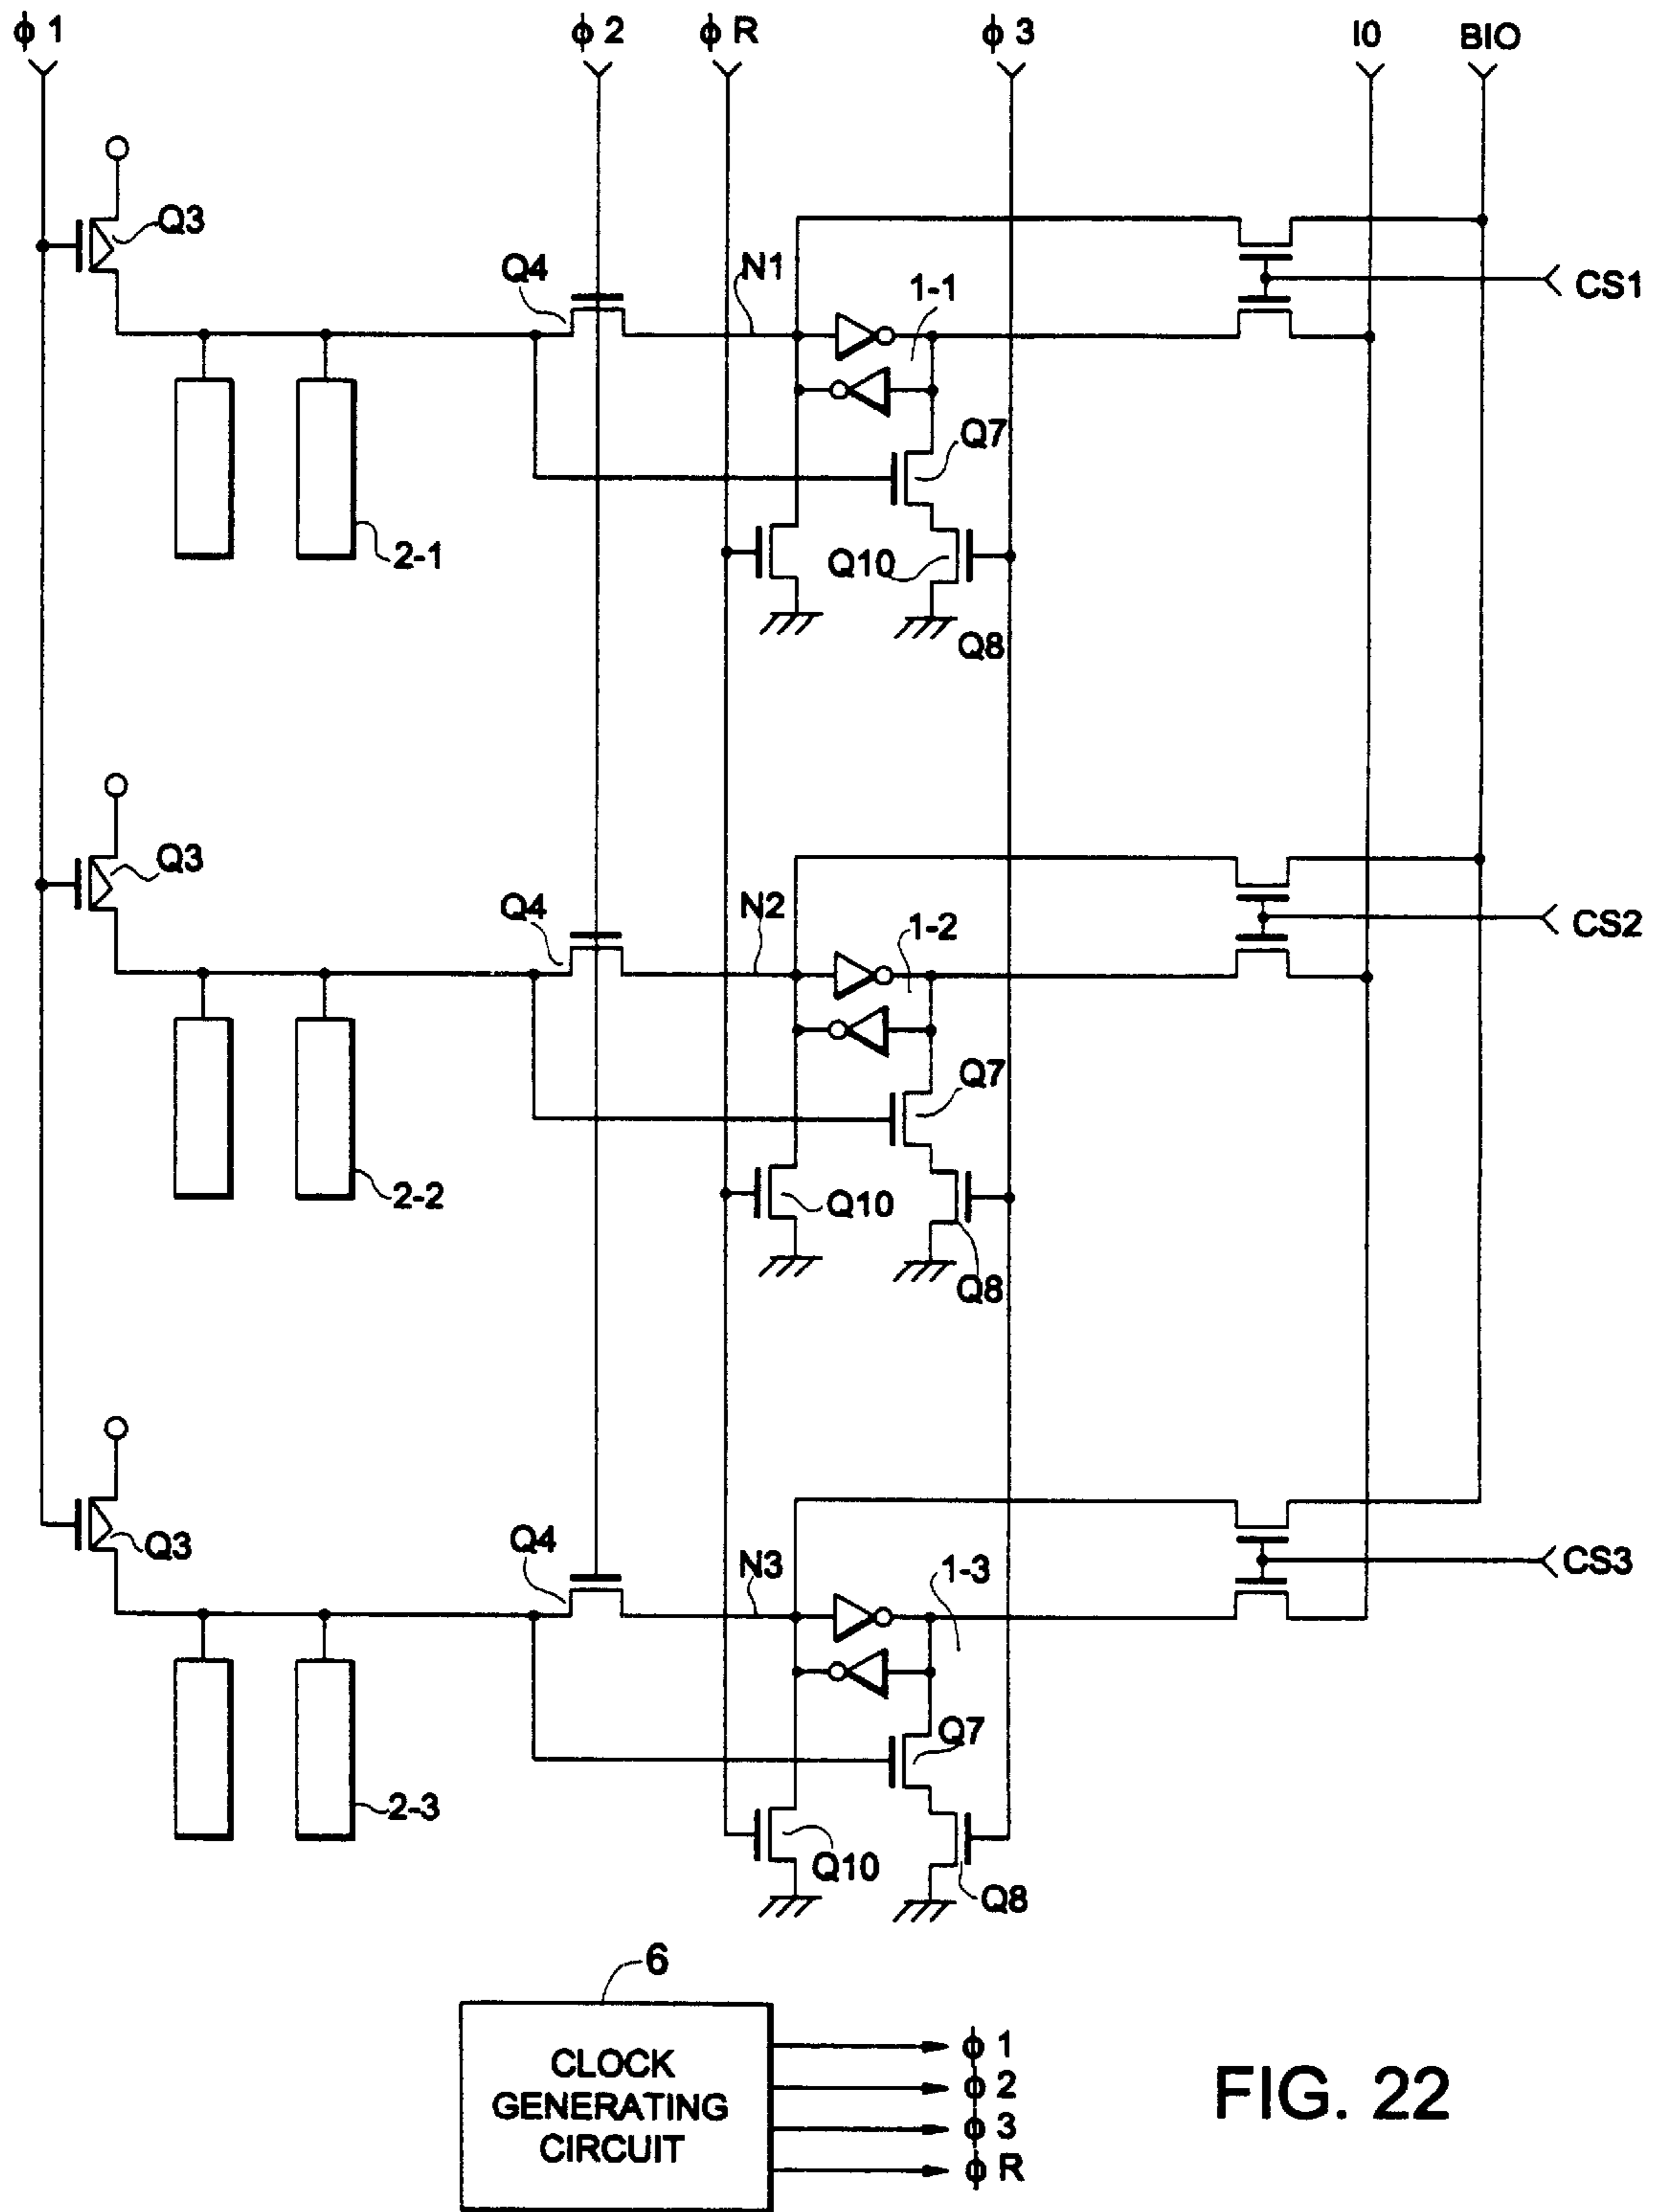 ϕ 1 ϕ 2 ϕ R ϕ 3 I0 BIO
Q3
Q4 N1 1-1 CS1
Q7
2-1 Q10
Q8
Q3
Q4 N2 1-2 CS2
Q7
2-2 Q10
Q8
Q3 Q4 N3 1-3 CS3
Q7
2-3
Q10 Q8
6
CLOCK GENERATING CIRCUIT
ϕ 1
ϕ 2
ϕ 3
ϕ R
FIG. 22